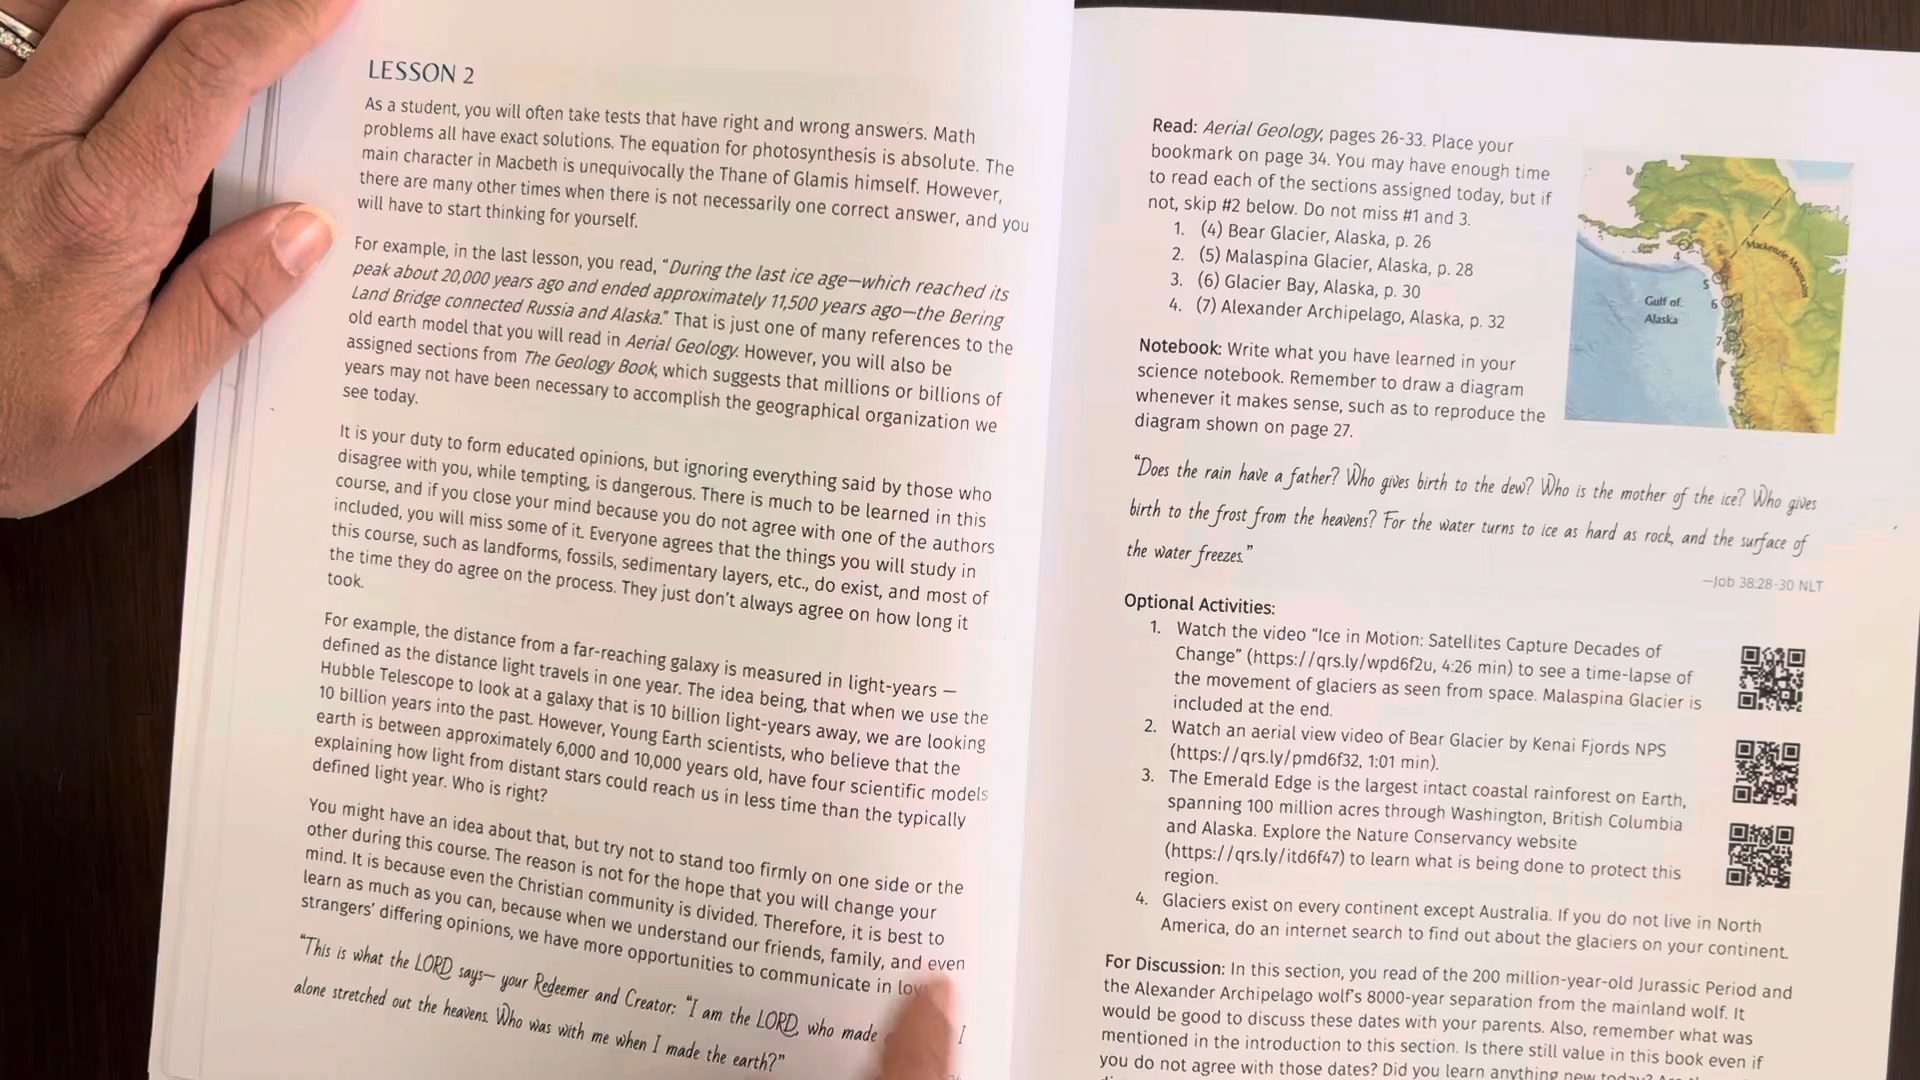 LESSON 2
As a student, you will often take tests that have right and wrong answers. Math
problems all have exact solutions. The equation for photosynthesis is absolute. The
main character in Macbeth is unequivocally the Thane of Glamis himself. However,
there are many other times when there is not necessarily one correct answer, and you
will have to start thinking for yourself.
For example, in the last lesson, you read, “During the last ice age—which reached its
peak about 20,000 years ago and ended approximately 11,500 years ago—the Bering
Land Bridge connected Russia and Alaska.” That is just one of many references to the
old earth model that you will read in Aerial Geology. However, you will also be
assigned sections from The Geology Book, which suggests that millions or billions of
years may not have been necessary to accomplish the geographical organization we
see today.
It is your duty to form educated opinions, but ignoring everything said by those who
disagree with you, while tempting, is dangerous. There is much to be learned in this
course, and if you close your mind because you do not agree with one of the authors
included, you will miss some of it. Everyone agrees that the things you will study in
this course, such as landforms, fossils, sedimentary layers, etc., do exist, and most of
the time they do agree on the process. They just don't always agree on how long it
took.
For example, the distance from a far-reaching galaxy is measured in light-years —
defined as the distance light travels in one year. The idea being, that when we use the
Hubble Telescope to look at a galaxy that is 10 billion light-years away, we are looking
10 billion years into the past. However, Young Earth scientists, who believe that the
earth is between approximately 6,000 and 10,000 years old, have four scientific models
explaining how light from distant stars could reach us in less time than the typically
defined light year. Who is right?
You might have an idea about that, but try not to stand too firmly on one side or the
other during this course. The reason is not for the hope that you will change your
mind. It is because even the Christian community is divided. Therefore, it is best to
learn as much as you can, because when we understand our friends, family, and even
strangers' differing opinions, we have more opportunities to communicate in
“This is what the LORD says— your Redeemer and Creator: “I am the LORD, who made I
alone stretched out the heavens. Who was with me when I made the earth?”
Read: Aerial Geology, pages 26-33. Place your
bookmark on page 34. You may have enough time
to read each of the sections assigned today, but if
not, skip #2 below. Do not miss #1 and 3.
1. (4) Bear Glacier, Alaska, p. 26
2. (5) Malaspina Glacier, Alaska, p. 28
3. (6) Glacier Bay, Alaska, p. 30
4. (7) Alexander Archipelago, Alaska, p. 32
Mackenzie Mountains
4
5
6
7
Gulf of
Alaska
Notebook: Write what you have learned in your
science notebook. Remember to draw a diagram
whenever it makes sense, such as to reproduce the
diagram shown on page 27.
“Does the rain have a father? Who gives birth to the dew? Who is the mother of the ice? Who gives
birth to the frost from the heavens? For the water turns to ice as hard as rock, and the surface of
the water freezes.”
—Job 38:28-30 NLT
Optional Activities:
1. Watch the video “Ice in Motion: Satellites Capture Decades of
Change” (https://qrs.ly/wpd6f2u, 4:26 min) to see a time-lapse of
the movement of glaciers as seen from space. Malaspina Glacier is
included at the end.
2. Watch an aerial view video of Bear Glacier by Kenai Fjords NPS
(https://qrs.ly/pmd6f32, 1:01 min).
3. The Emerald Edge is the largest intact coastal rainforest on Earth,
spanning 100 million acres through Washington, British Columbia
and Alaska. Explore the Nature Conservancy website
(https://qrs.ly/itd6f47) to learn what is being done to protect this
region.
4. Glaciers exist on every continent except Australia. If you do not live in North
America, do an internet search to find out about the glaciers on your continent.
For Discussion: In this section, you read of the 200 million-year-old Jurassic Period and
the Alexander Archipelago wolf's 8000-year separation from the mainland wolf. It
would be good to discuss these dates with your parents. Also, remember what was
mentioned in the introduction to this section. Is there still value in this book even if
you do not agree with those dates? Did you learn anything new today?